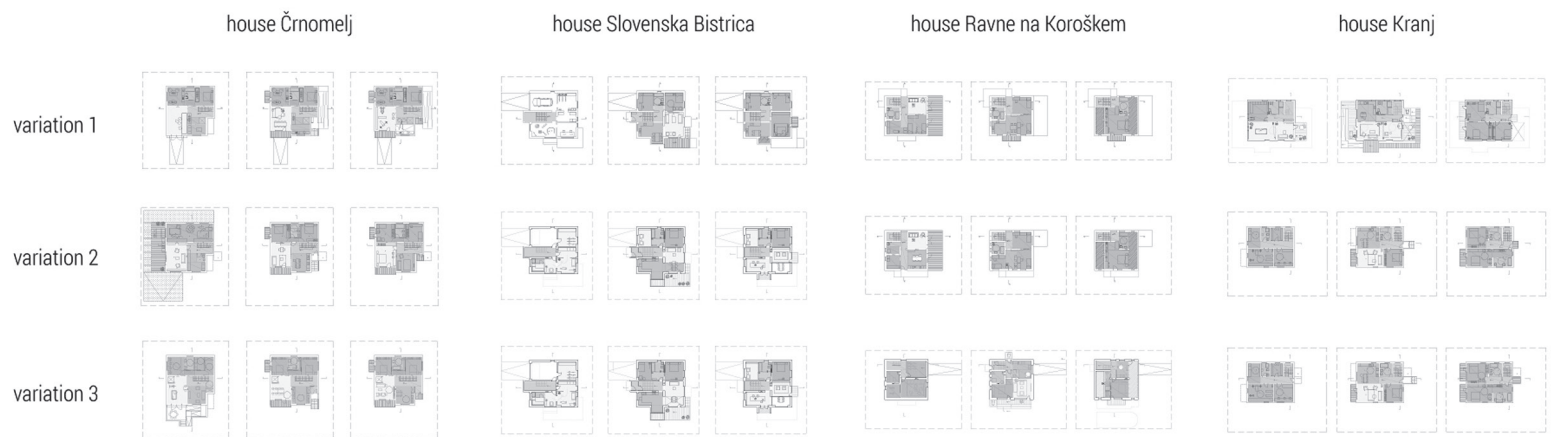 house Črnomelj
house Slovenska Bistrica
house Ravne na Koroškem
house Kranj
variation 1
variation 2
variation 3